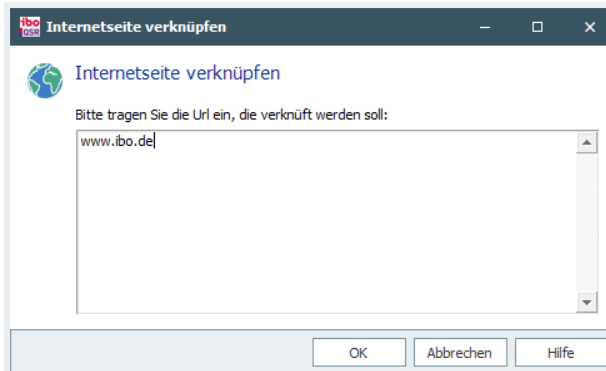 ibo
QSR
Internetseite verknüpfen
Internetseite verknüpfen
Bitte tragen Sie die Url ein, die verknüft werden soll:
www.ibo.de
OK
Abbrechen
Hilfe